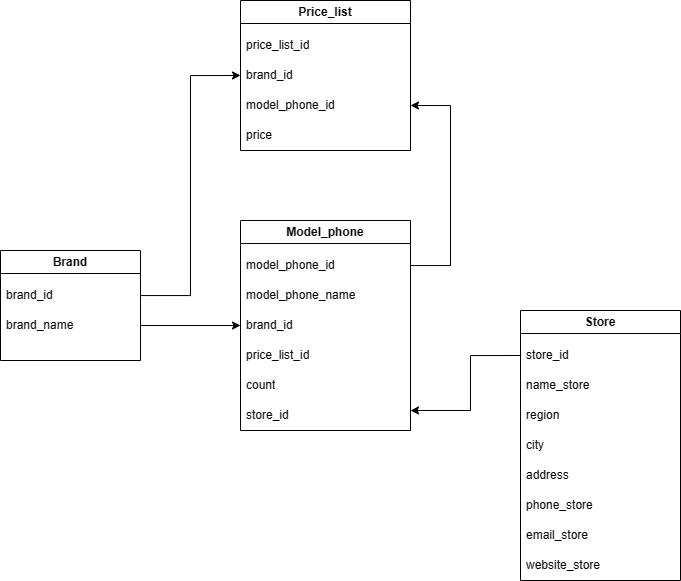 Price_list
price_list_id
brand_id
model_phone_id
price
Brand
brand_id
brand_name
Model_phone
model_phone_id
model_phone_name
brand_id
price_list_id
count
store_id
Store
store_id
name_store
region
city
address
phone_store
email_store
website_store